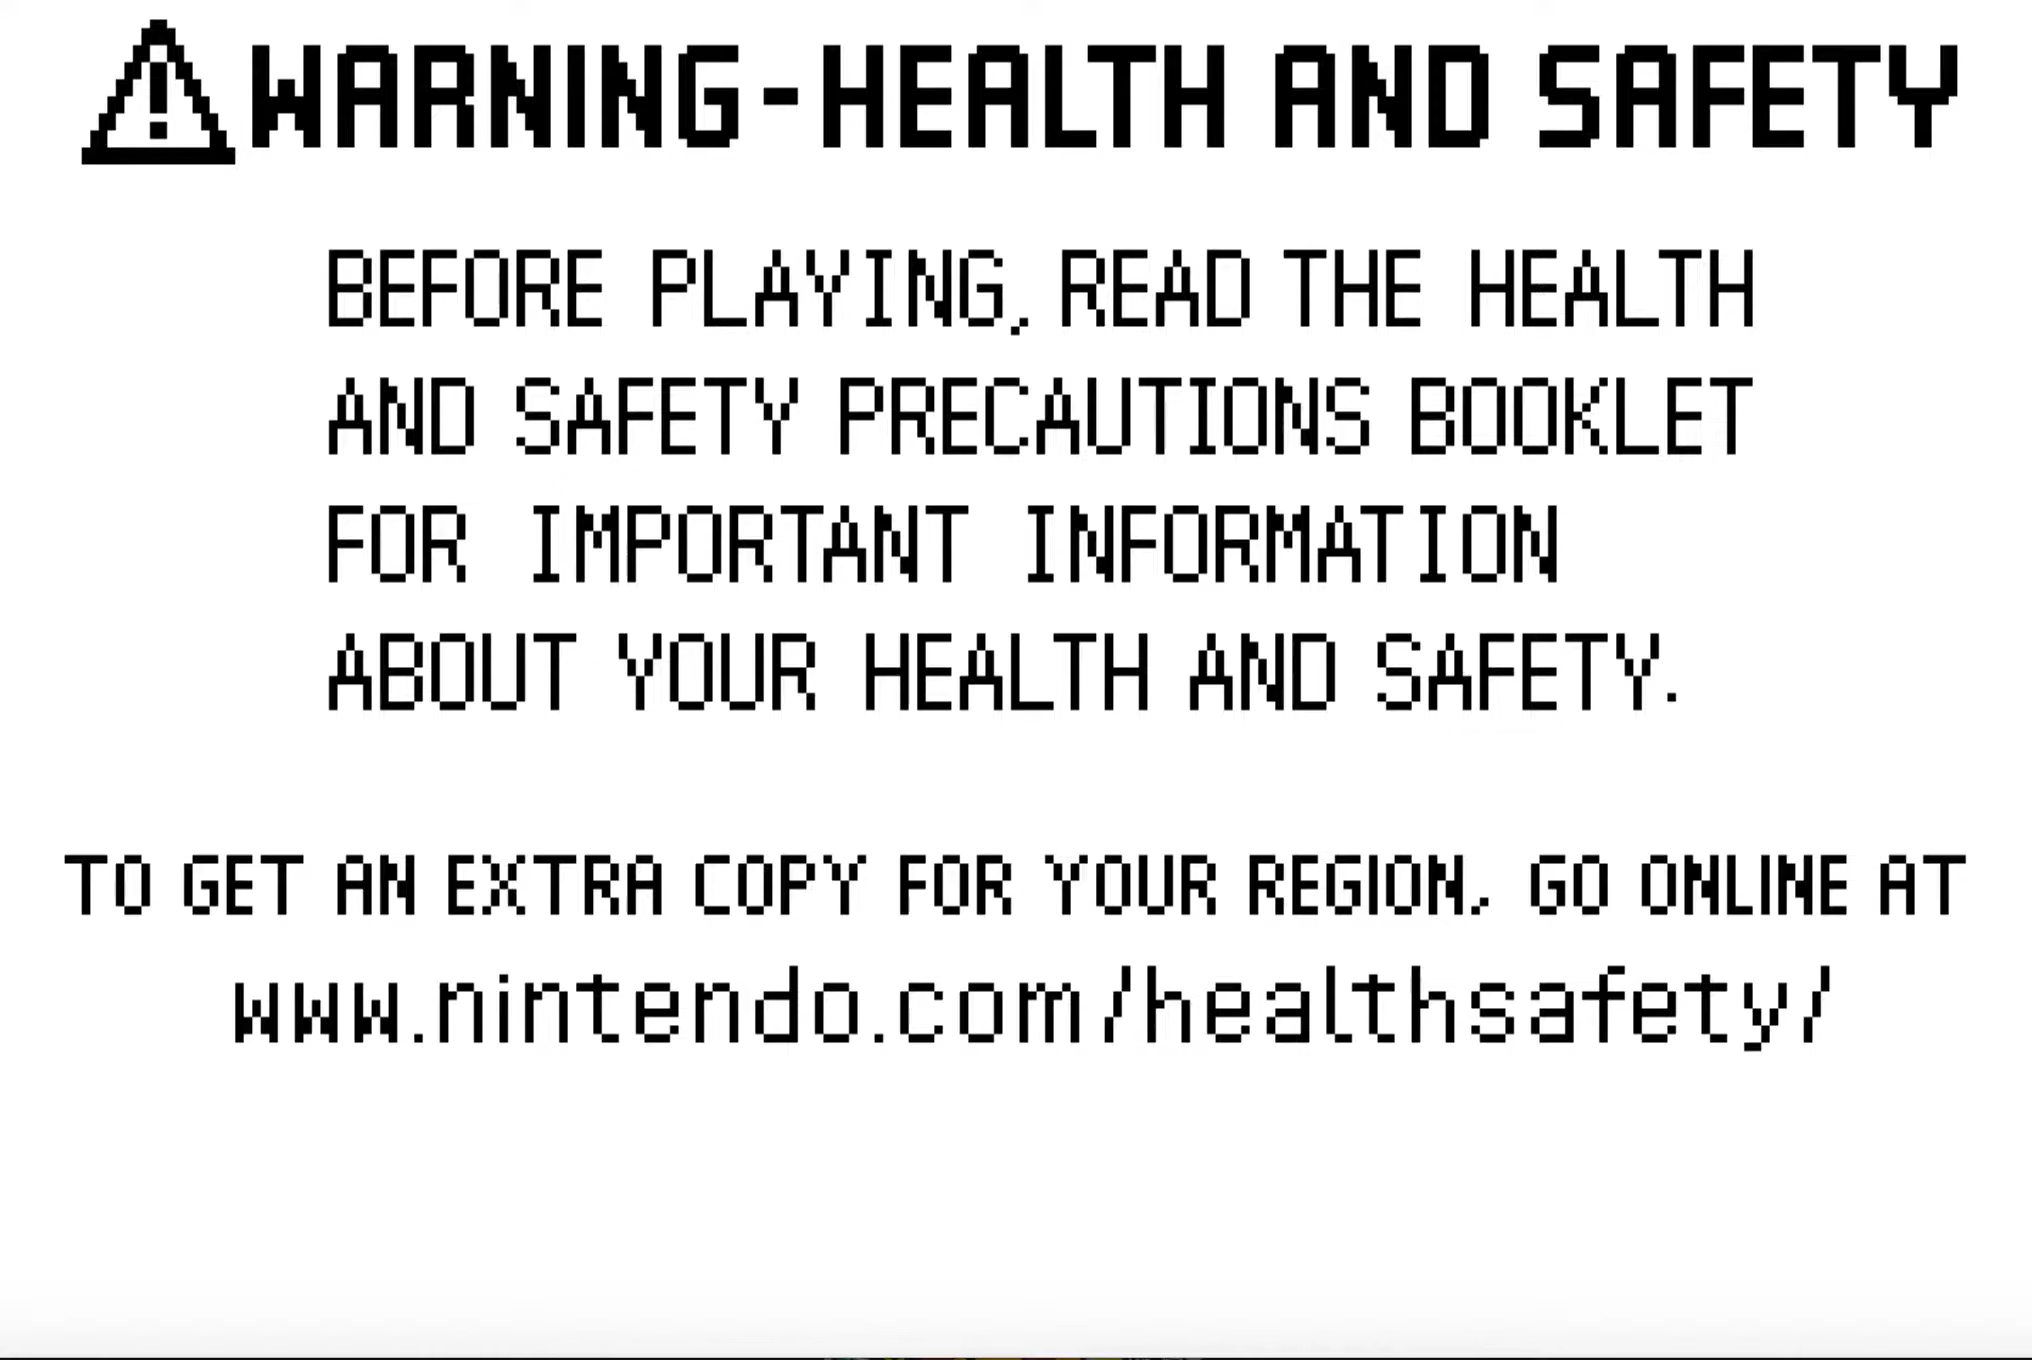 WARNING-HEALTH AND SAFETY
BEFORE PLAYING, READ THE HEALTH
AND SAFETY PRECAUTIONS BOOKLET
FOR IMPORTANT INFORMATION
ABOUT YOUR HEALTH AND SAFETY.
TO GET AN EXTRA COPY FOR YOUR REGION, GO ONLINE AT
www.nintendo.com/healthsafety/